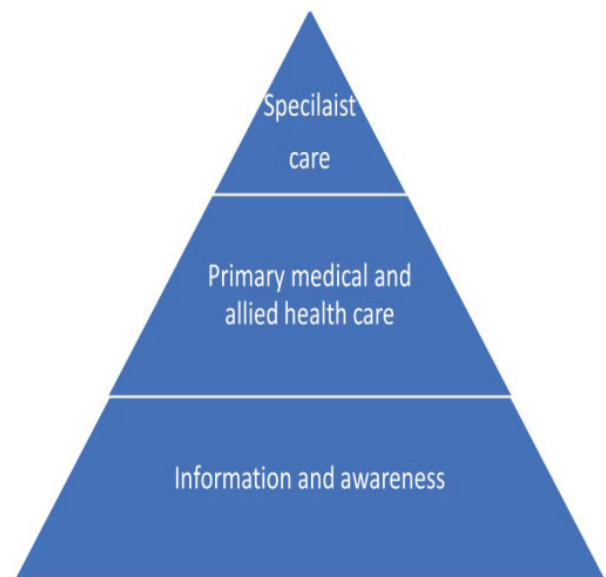 Specilaist
care
Primary medical and
allied health care
Information and awareness